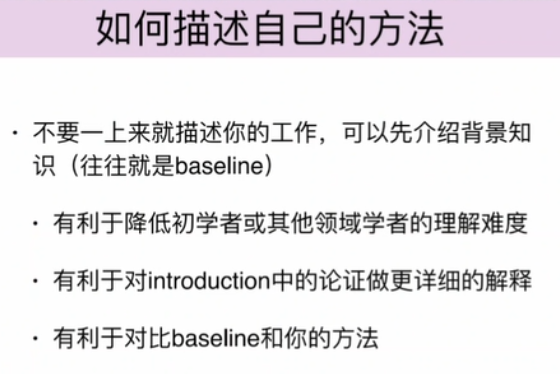 如何描述自己的方法
· 不要一上来就描述你的工作，可以先介绍背景知
识（往往就是baseline）
· 有利于降低初学者或其他领域学者的理解难度
· 有利于对introduction中的论证做更详细的解释
· 有利于对比baseline和你的方法